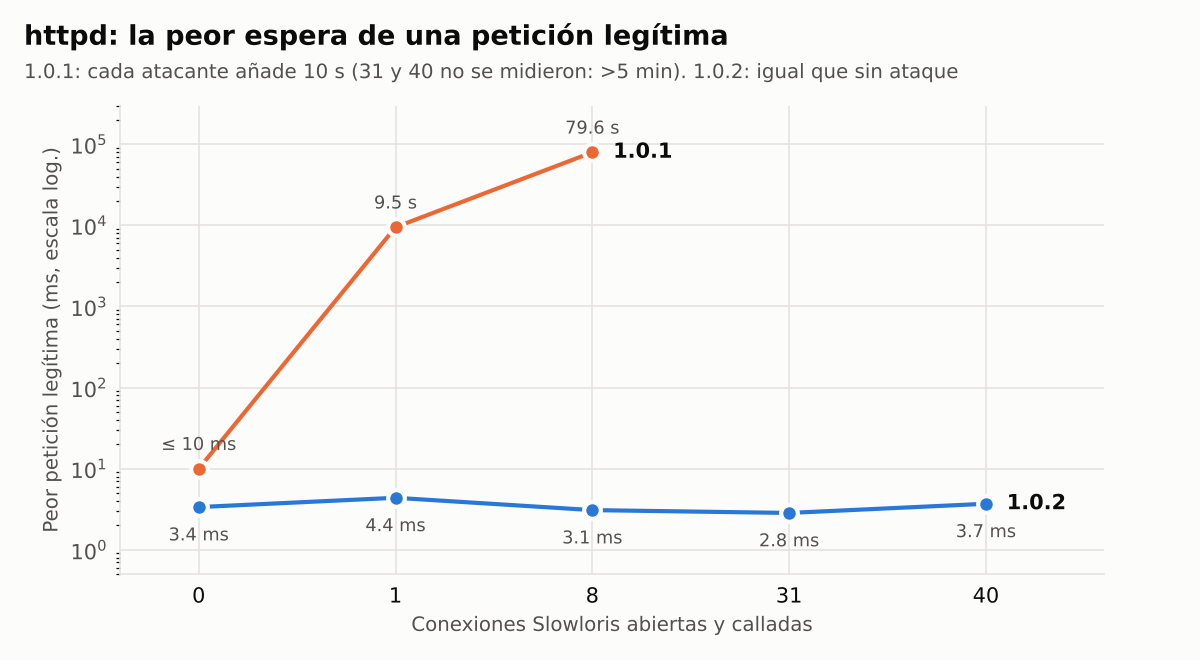 httpd: la peor espera de una petición legítima
1.0.1: cada atacante añade 10 s (31 y 40 no se midieron: >5 min). 1.0.2: igual que sin ataque
Peor petición legítima (ms, escala log.)
10⁵
10⁴
10³
10²
10¹
10⁰
79.6 s
1.0.1
9.5 s
≤ 10 ms
1.0.2
3.4 ms
4.4 ms
3.1 ms
2.8 ms
3.7 ms
0 1 8 31 40
Conexiones Slowloris abiertas y calladas